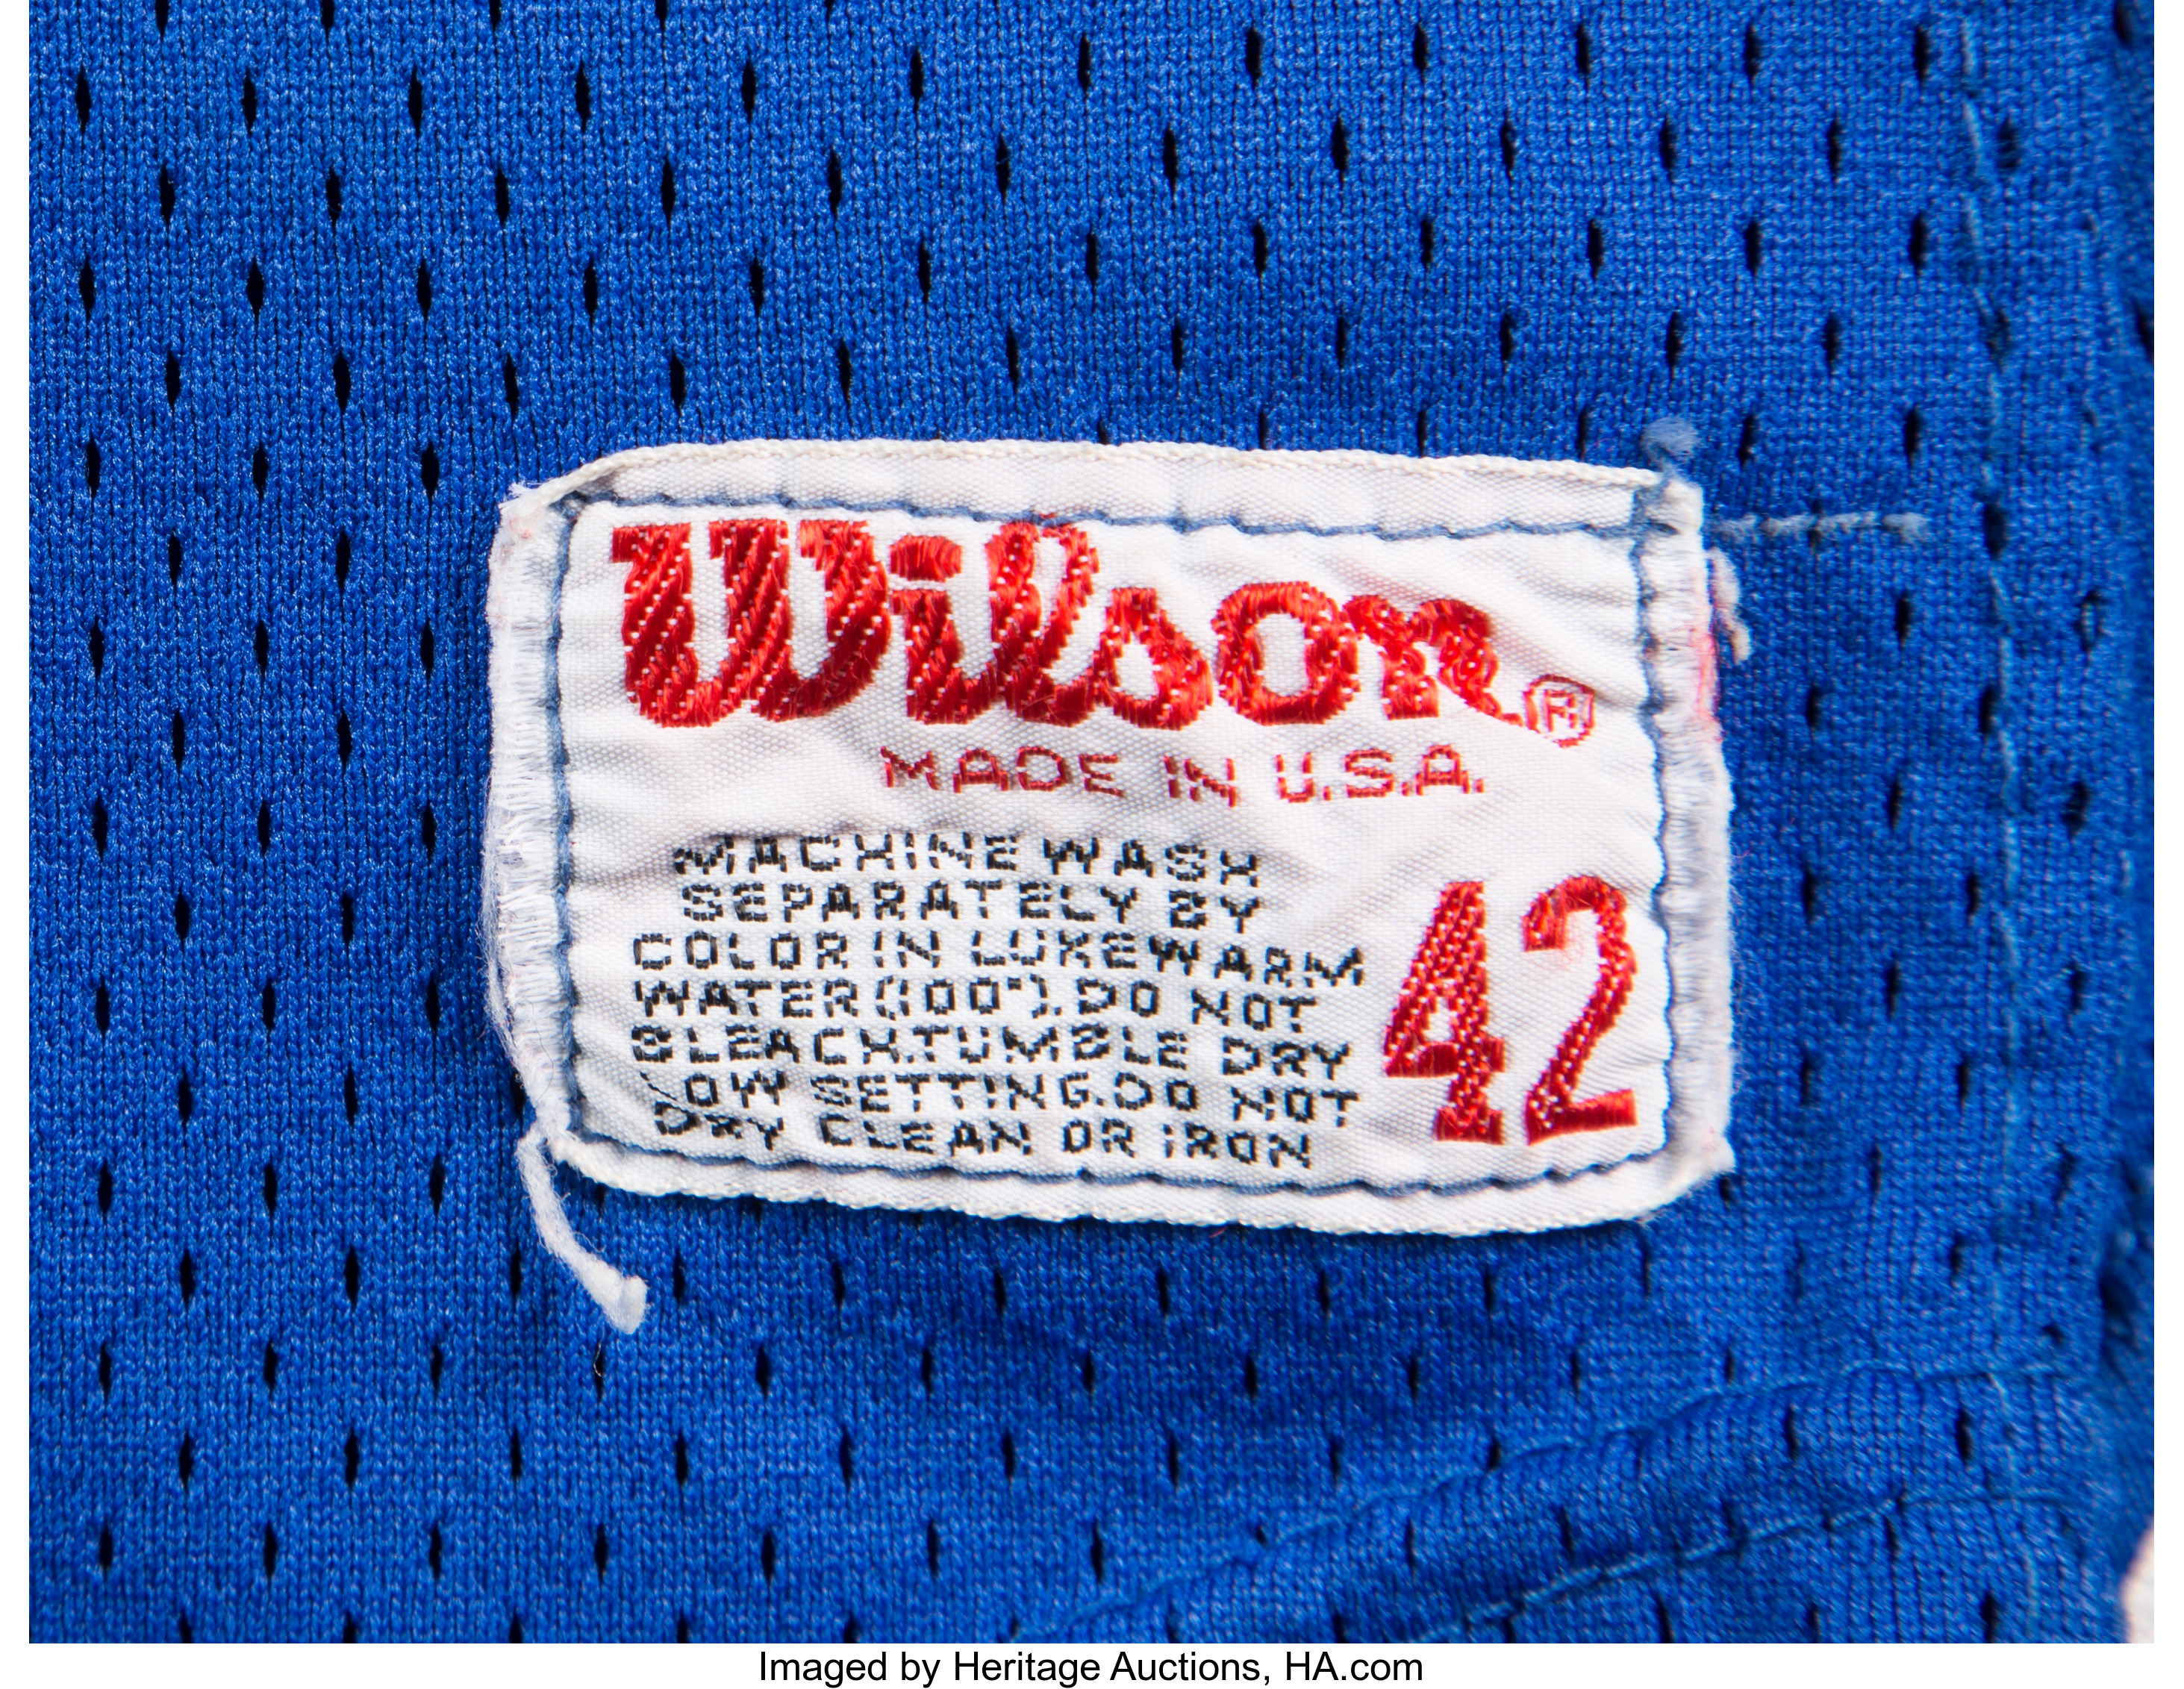 Wilson®
MADE IN U.S.A.
MACHINE WASH
SEPARATELY BY
COLOR IN LUKEWARM
WATER (100°). DO NOT
BLEACH. TUMBLE DRY
LOW SETTING. DO NOT
DRY CLEAN OR IRON
42
Imaged by Heritage Auctions, HA.com